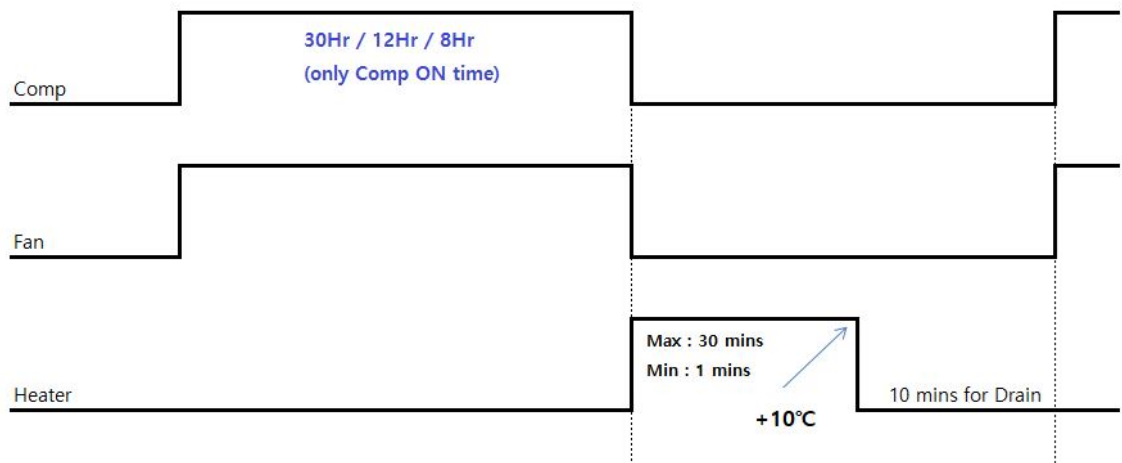 30Hr / 12Hr / 8Hr
(only Comp ON time)
Comp
Fan
Max : 30 mins
Min : 1 mins
Heater
10 mins for Drain
+10℃